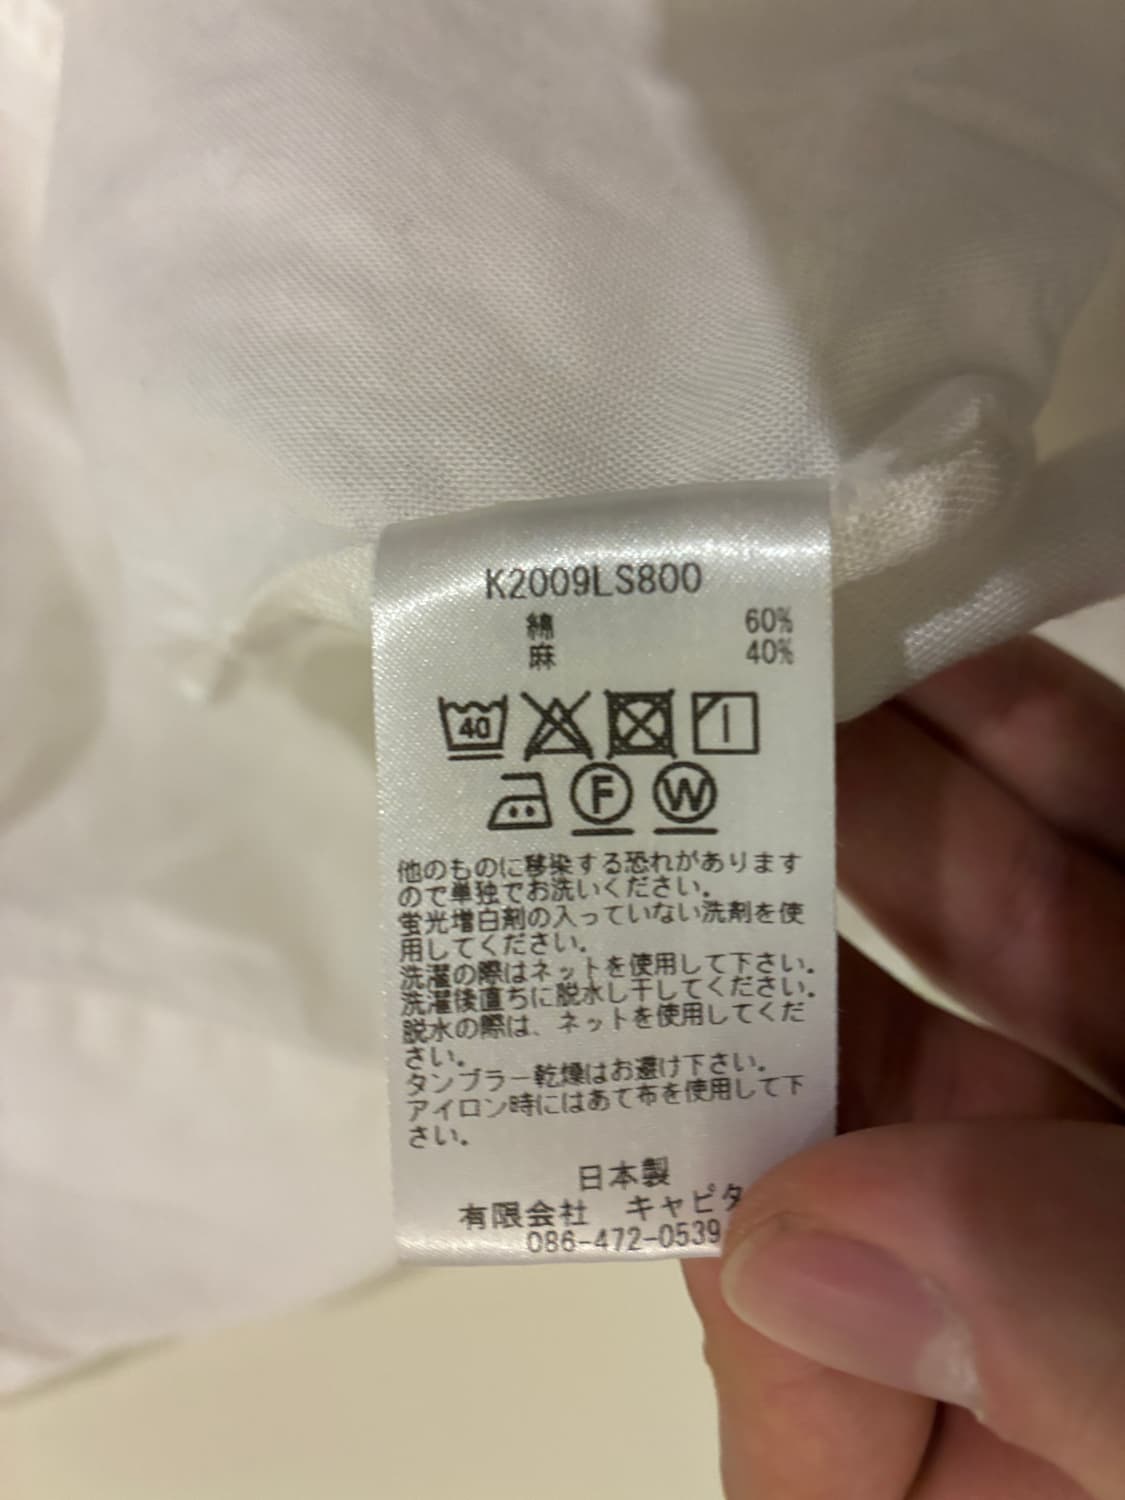 K2009LS800
綿 60%
麻 40%
40
F W
他のものに移染する恐れがあります
ので単独でお洗いください。
蛍光増白剤の入っていない洗剤を使
用してください。
洗濯の際はネットを使用して下さい。
洗濯後直ちに脱水し干してください。
脱水の際は、ネットを使用してくだ
さい。
タンブラー乾燥はお避け下さい。
アイロン時にはあて布を使用して下
さい。
日本製
有限会社 キャピタ
086-472-0539